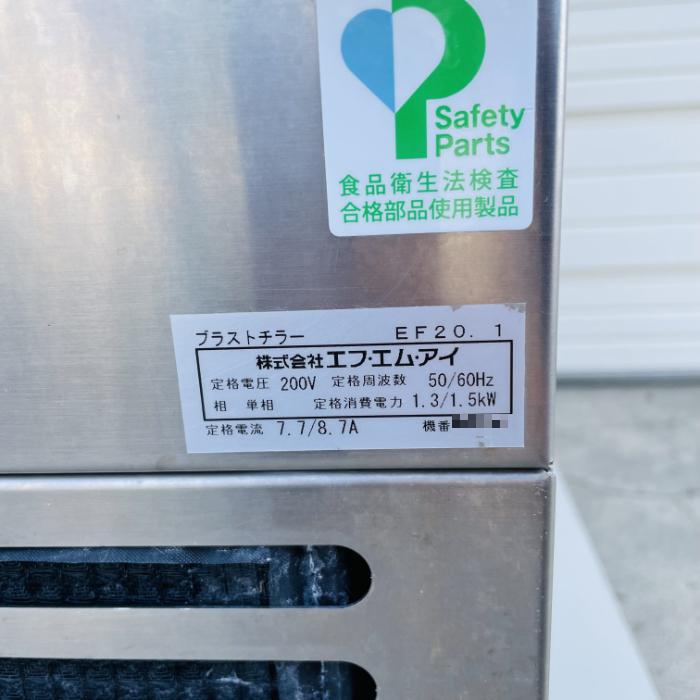 Safety
Parts
食品衛生法検査
合格部品使用製品
ブラストチラー EF20.1
株式会社エフ・エム・アイ
定格電圧 200V 定格周波数 50/60Hz
相 単相 定格消費電力 1.3/1.5kW
定格電流 7.7/8.7A 機番